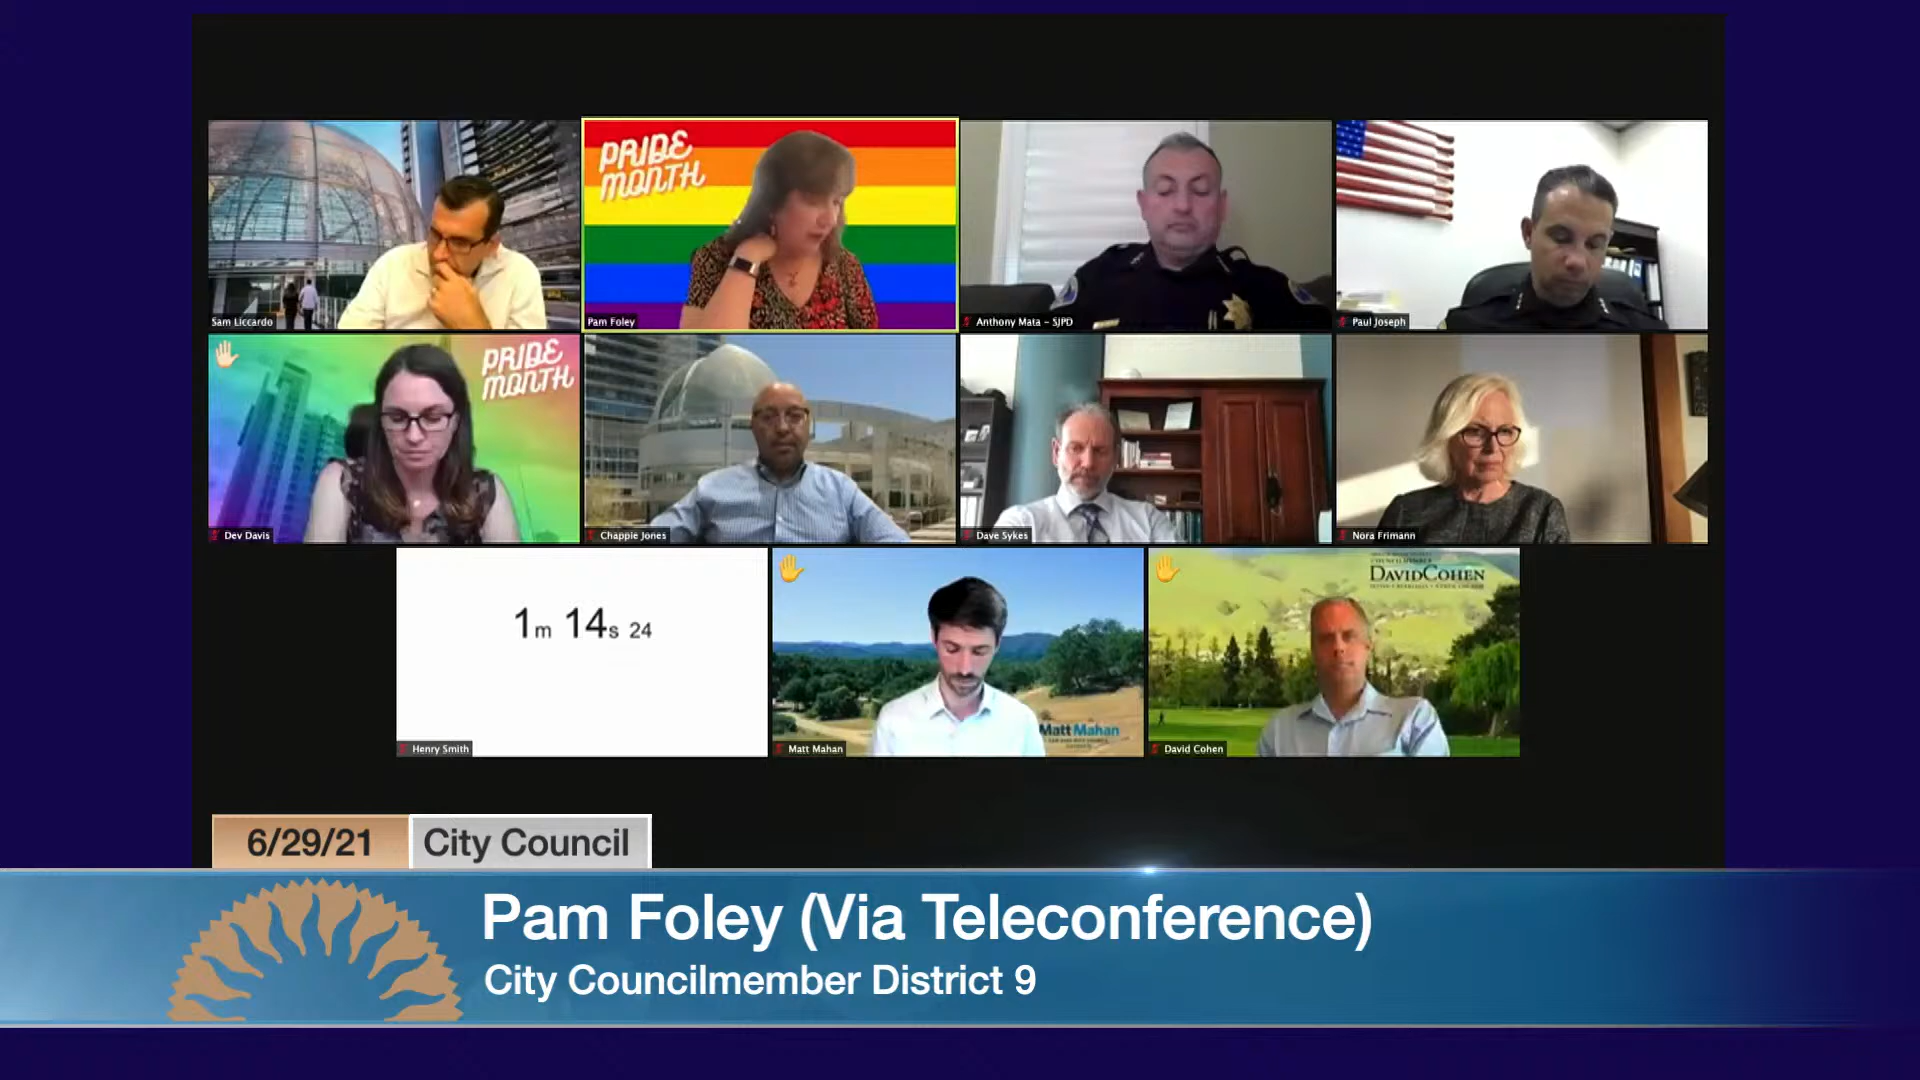 PRIDE
MONTH
Sam Liccardo
Pam Foley
Anthony Mata - SJPD
Paul Joseph
PRIDE
MONTH
Dev Davis
Chappie Jones
Dave Sykes
Nora Frimann
1m 14s 24
Henry Smith
Matt Mahan
Matt Mahan
COUNCILMEMBER
DAVID COHEN
David Cohen
6/29/21
City Council
Pam Foley (Via Teleconference)
City Councilmember District 9